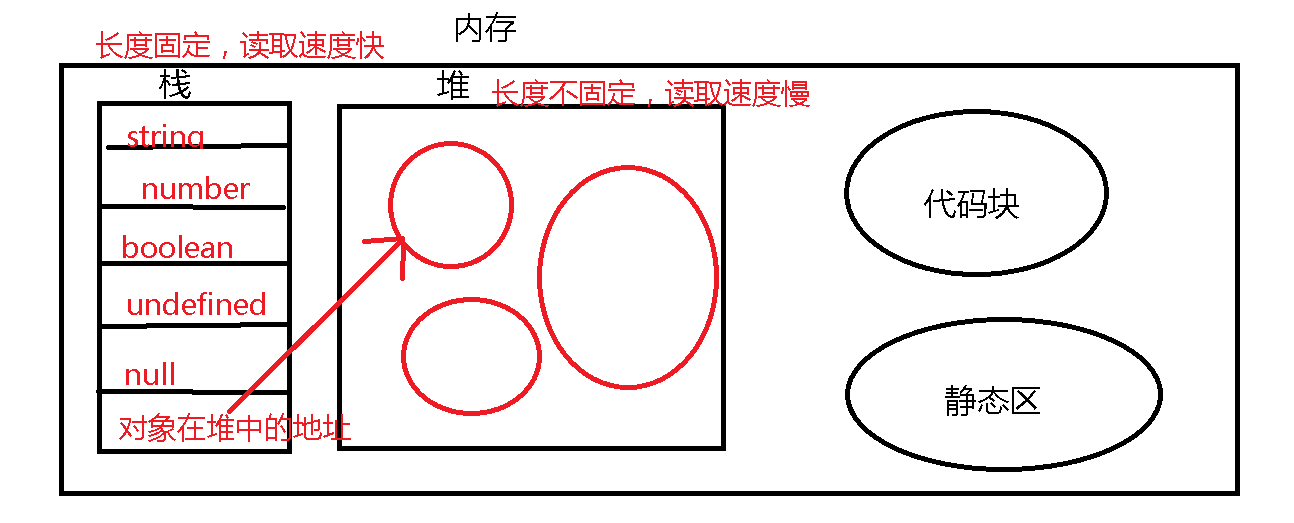 内存
长度固定，读取速度快
栈
堆
长度不固定，读取速度慢
string
number
boolean
undefined
null
对象在堆中的地址
代码块
静态区